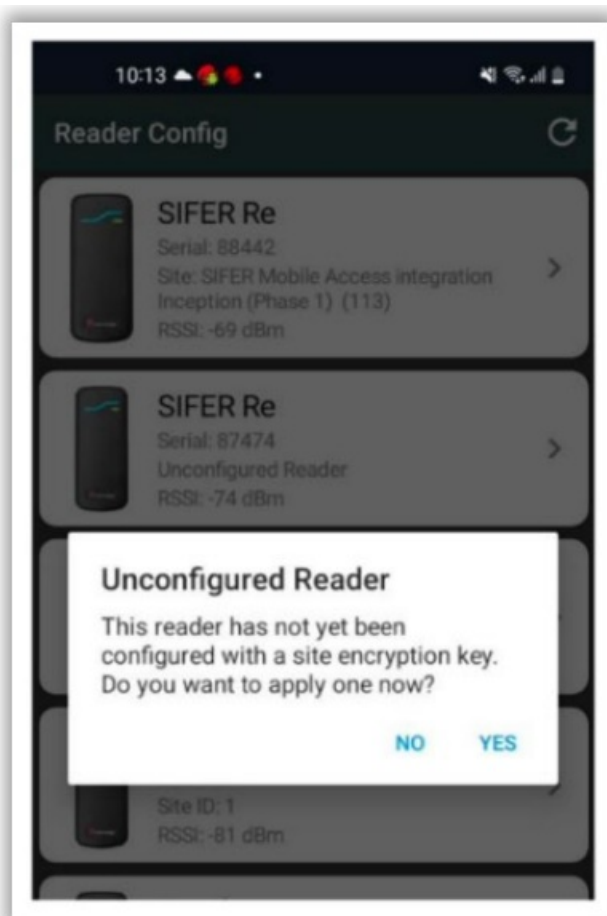 10:13
Reader Config
SIFER Re
Serial: 88442
Site: SIFER Mobile Access integration
Inception (Phase 1) (113)
RSSI: -69 dBm
SIFER Re
Serial: 87474
Unconfigured Reader
RSSI: -74 dBm
Unconfigured Reader
This reader has not yet been
configured with a site encryption key.
Do you want to apply one now?
NO YES
Site ID: 1
RSSI: -81 dBm